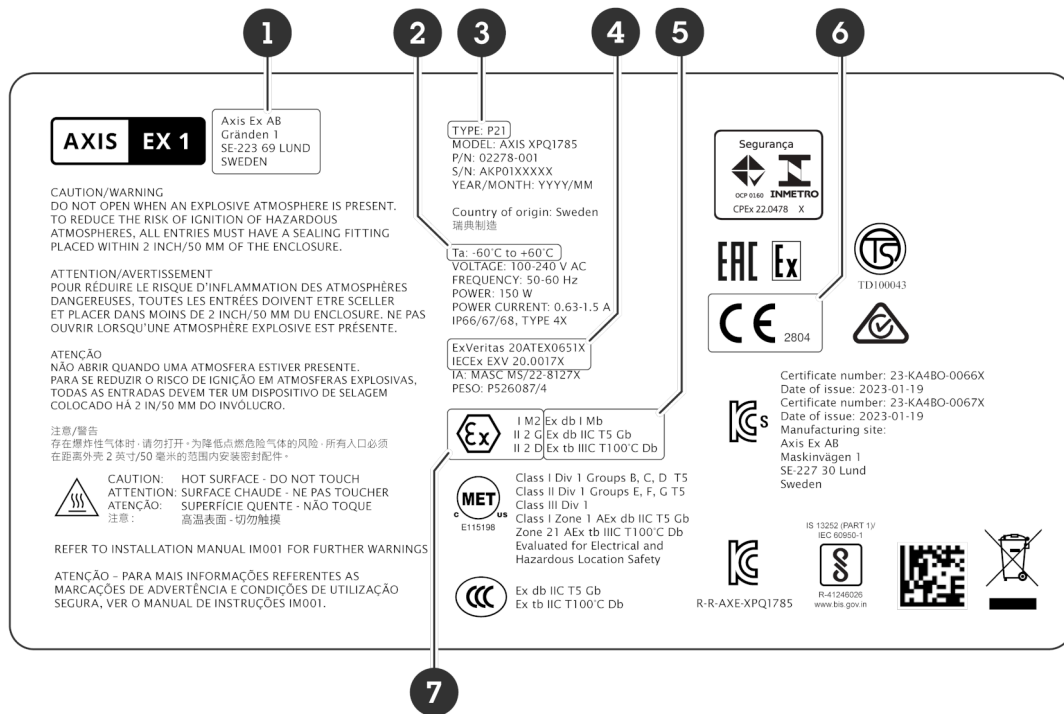 1
2
3
4
5
6
AXIS EX 1
Axis Ex AB
Gränden 1
SE-223 69 LUND
SWEDEN
CAUTION/WARNING
DO NOT OPEN WHEN AN EXPLOSIVE ATMOSPHERE IS PRESENT.
TO REDUCE THE RISK OF IGNITION OF HAZARDOUS
ATMOSPHERES, ALL ENTRIES MUST HAVE A SEALING FITTING
PLACED WITHIN 2 INCH/50 MM OF THE ENCLOSURE.
ATTENTION/AVERTISSEMENT
POUR RÉDUIRE LE RISQUE D'INFLAMMATION DES ATMOSPHÈRES
DANGEREUSES, TOUTES LES ENTRÉES DOIVENT ETRE SCELLER
ET PLACER DANS MOINS DE 2 INCH/50 MM DU ENCLOSURE. NE PAS
OUVRIR LORSQU'UNE ATMOSPHÈRE EXPLOSIVE EST PRÉSENTE.
ATENÇÃO
NÃO ABRIR QUANDO UMA ATMOSFERA ESTIVER PRESENTE.
PARA SE REDUZIR O RISCO DE IGNIÇÃO EM ATMOSFERAS EXPLOSIVAS,
TODAS AS ENTRADAS DEVEM TER UM DISPOSITIVO DE SELAGEM
COLOCADO HÁ 2 IN/50 MM DO INVÓLUCRO.
注意/警告
存在爆炸性气体时，请勿打开。为降低点燃危险气体的风险，所有入口必须
在距离外壳 2 英寸/50 毫米的范围内安装密封配件。
CAUTION: HOT SURFACE - DO NOT TOUCH
ATTENTION: SURFACE CHAUDE - NE PAS TOUCHER
ATENÇÃO: SUPERFÍCIE QUENTE - NÃO TOQUE
注意： 高温表面 - 切勿触摸
REFER TO INSTALLATION MANUAL IM001 FOR FURTHER WARNINGS
ATENÇÃO – PARA MAIS INFORMAÇÕES REFERENTES AS
MARCAÇÕES DE ADVERTÊNCIA E CONDIÇÕES DE UTILIZAÇÃO
SEGURA, VER O MANUAL DE INSTRUÇÕES IM001.
TYPE: P21
MODEL: AXIS XPQ1785
P/N: 02278-001
S/N: AKP01XXXXX
YEAR/MONTH: YYYY/MM
Country of origin: Sweden
瑞典制造
Ta: -60°C to +60°C
VOLTAGE: 100-240 V AC
FREQUENCY: 50-60 Hz
POWER: 150 W
POWER CURRENT: 0.63-1.5 A
IP66/67/68, TYPE 4X
ExVeritas 20ATEX0651X
IECEx EXV 20.0017X
IA: MASC MS/22-8127X
PESO: P526087/4
Ex
I M2 Ex db I Mb
II 2 G Ex db IIC T5 Gb
II 2 D Ex tb IIIC T100°C Db
c MET us
E115198
Class I Div 1 Groups B, C, D T5
Class II Div 1 Groups E, F, G T5
Class III Div 1
Class I Zone 1 AEx db IIC T5 Gb
Zone 21 AEx tb IIIC T100°C Db
Evaluated for Electrical and
Hazardous Location Safety
CCC
Ex db IIC T5 Gb
Ex tb IIIC T100°C Db
Segurança
OCP 0160 INMETRO
CPEx 22.0478 X
EAC Ex
TS
TD100043
CE 2804
KCs
Certificate number: 23-KA4BO-0066X
Date of issue: 2023-01-19
Certificate number: 23-KA4BO-0067X
Date of issue: 2023-01-19
Manufacturing site:
Axis Ex AB
Maskinvägen 1
SE-227 30 Lund
Sweden
KC
R-R-AXE-XPQ1785
IS 13252 (PART 1)/
IEC 60950-1
R-41246026
www.bis.gov.in
7